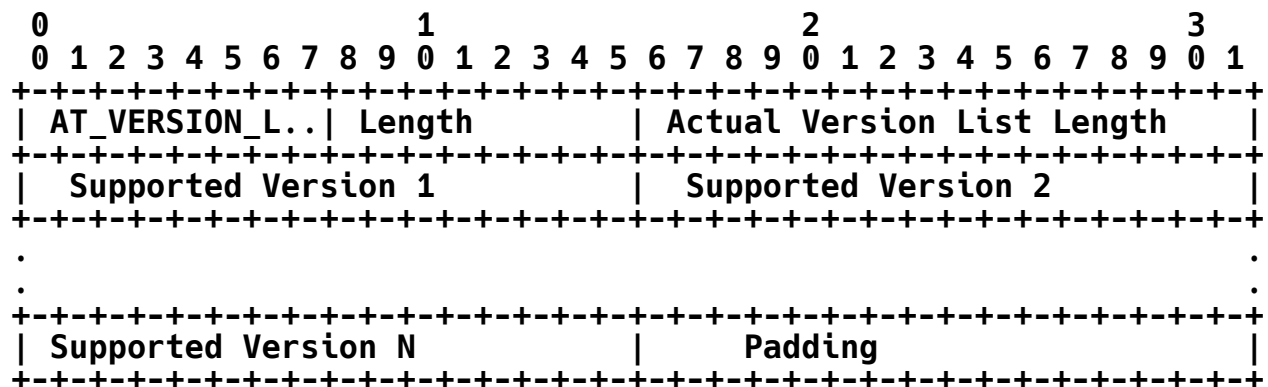 0                   1                   2                   3
 0 1 2 3 4 5 6 7 8 9 0 1 2 3 4 5 6 7 8 9 0 1 2 3 4 5 6 7 8 9 0 1
+-+-+-+-+-+-+-+-+-+-+-+-+-+-+-+-+-+-+-+-+-+-+-+-+-+-+-+-+-+-+-+-+
| AT_VERSION_L..| Length        | Actual Version List Length    |
+-+-+-+-+-+-+-+-+-+-+-+-+-+-+-+-+-+-+-+-+-+-+-+-+-+-+-+-+-+-+-+-+
|  Supported Version 1          |  Supported Version 2          |
+-+-+-+-+-+-+-+-+-+-+-+-+-+-+-+-+-+-+-+-+-+-+-+-+-+-+-+-+-+-+-+-+
.                                                               .
.                                                               .
+-+-+-+-+-+-+-+-+-+-+-+-+-+-+-+-+-+-+-+-+-+-+-+-+-+-+-+-+-+-+-+-+
| Supported Version N           |     Padding                   |
+-+-+-+-+-+-+-+-+-+-+-+-+-+-+-+-+-+-+-+-+-+-+-+-+-+-+-+-+-+-+-+-+